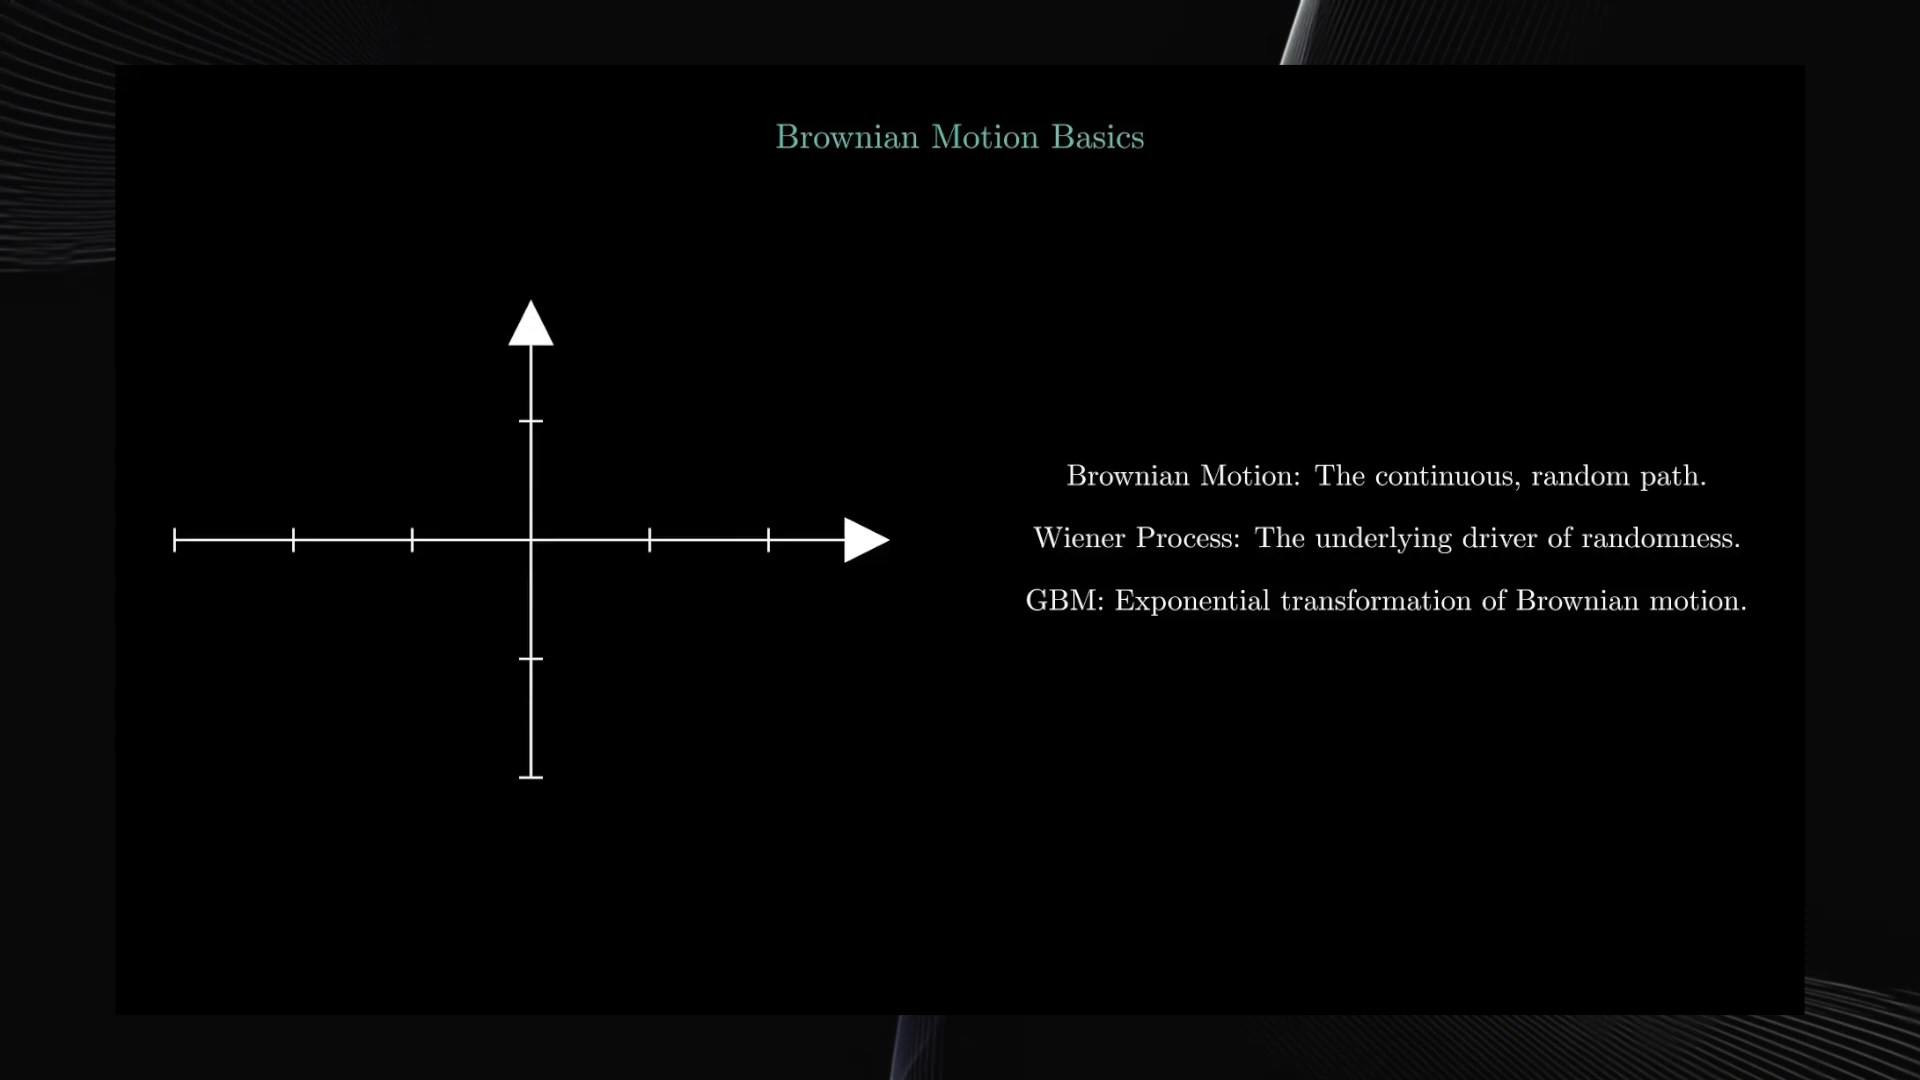 Brownian Motion Basics
Brownian Motion: The continuous, random path.
Wiener Process: The underlying driver of randomness.
GBM: Exponential transformation of Brownian motion.